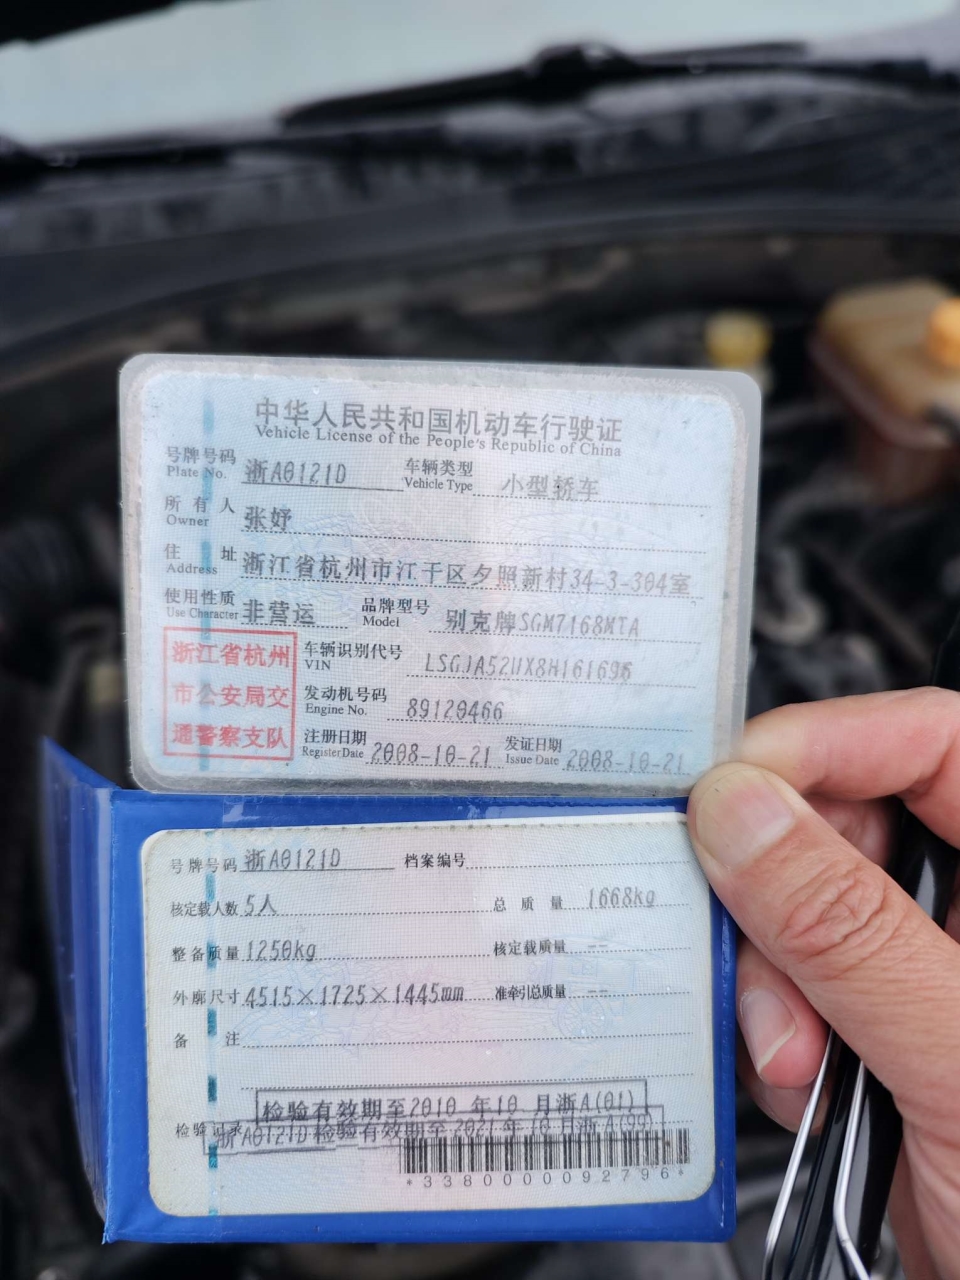 中华人民共和国机动车行驶证
Vehicle License of the People's Republic of China
号牌号码 Plate No. 浙A0121D 车辆类型 Vehicle Type 小型轿车
所有人 Owner 张妤
住址 Address 浙江省杭州市江干区夕照新村34-3-304室
使用性质 Use Character 非营运 品牌型号 Model 别克牌SGM7168MTA
浙江省杭州
市公安局交
通警察支队
车辆识别代号 VIN LSGJA52UX8H161696
发动机号码 Engine No. 89120466
注册日期 Register Date 2008-10-21 发证日期 Issue Date 2008-10-21
号牌号码 浙A0121D 档案编号
核定载人数 5人 总质量 1668kg
整备质量 1250kg 核定载质量 --
外廓尺寸 4515×1725×1445mm 准牵引总质量 --
备注
检验有效期至2010年10月浙A(01)
检验记录 浙A0121D检验有效期至2021年10月浙A(99)
*3380000092796*